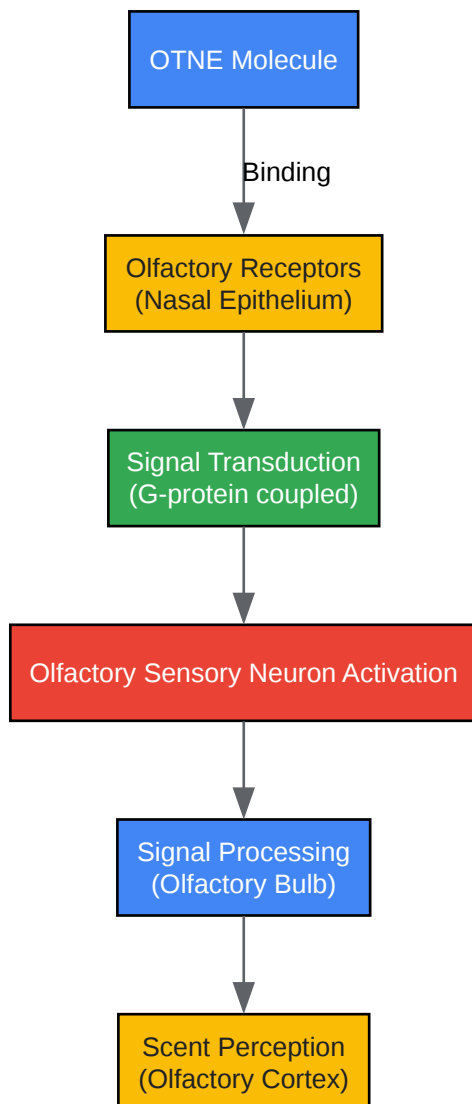 OTNE Molecule
Binding
Olfactory Receptors
(Nasal Epithelium)
Signal Transduction
(G-protein coupled)
Olfactory Sensory Neuron Activation
Signal Processing
(Olfactory Bulb)
Scent Perception
(Olfactory Cortex)